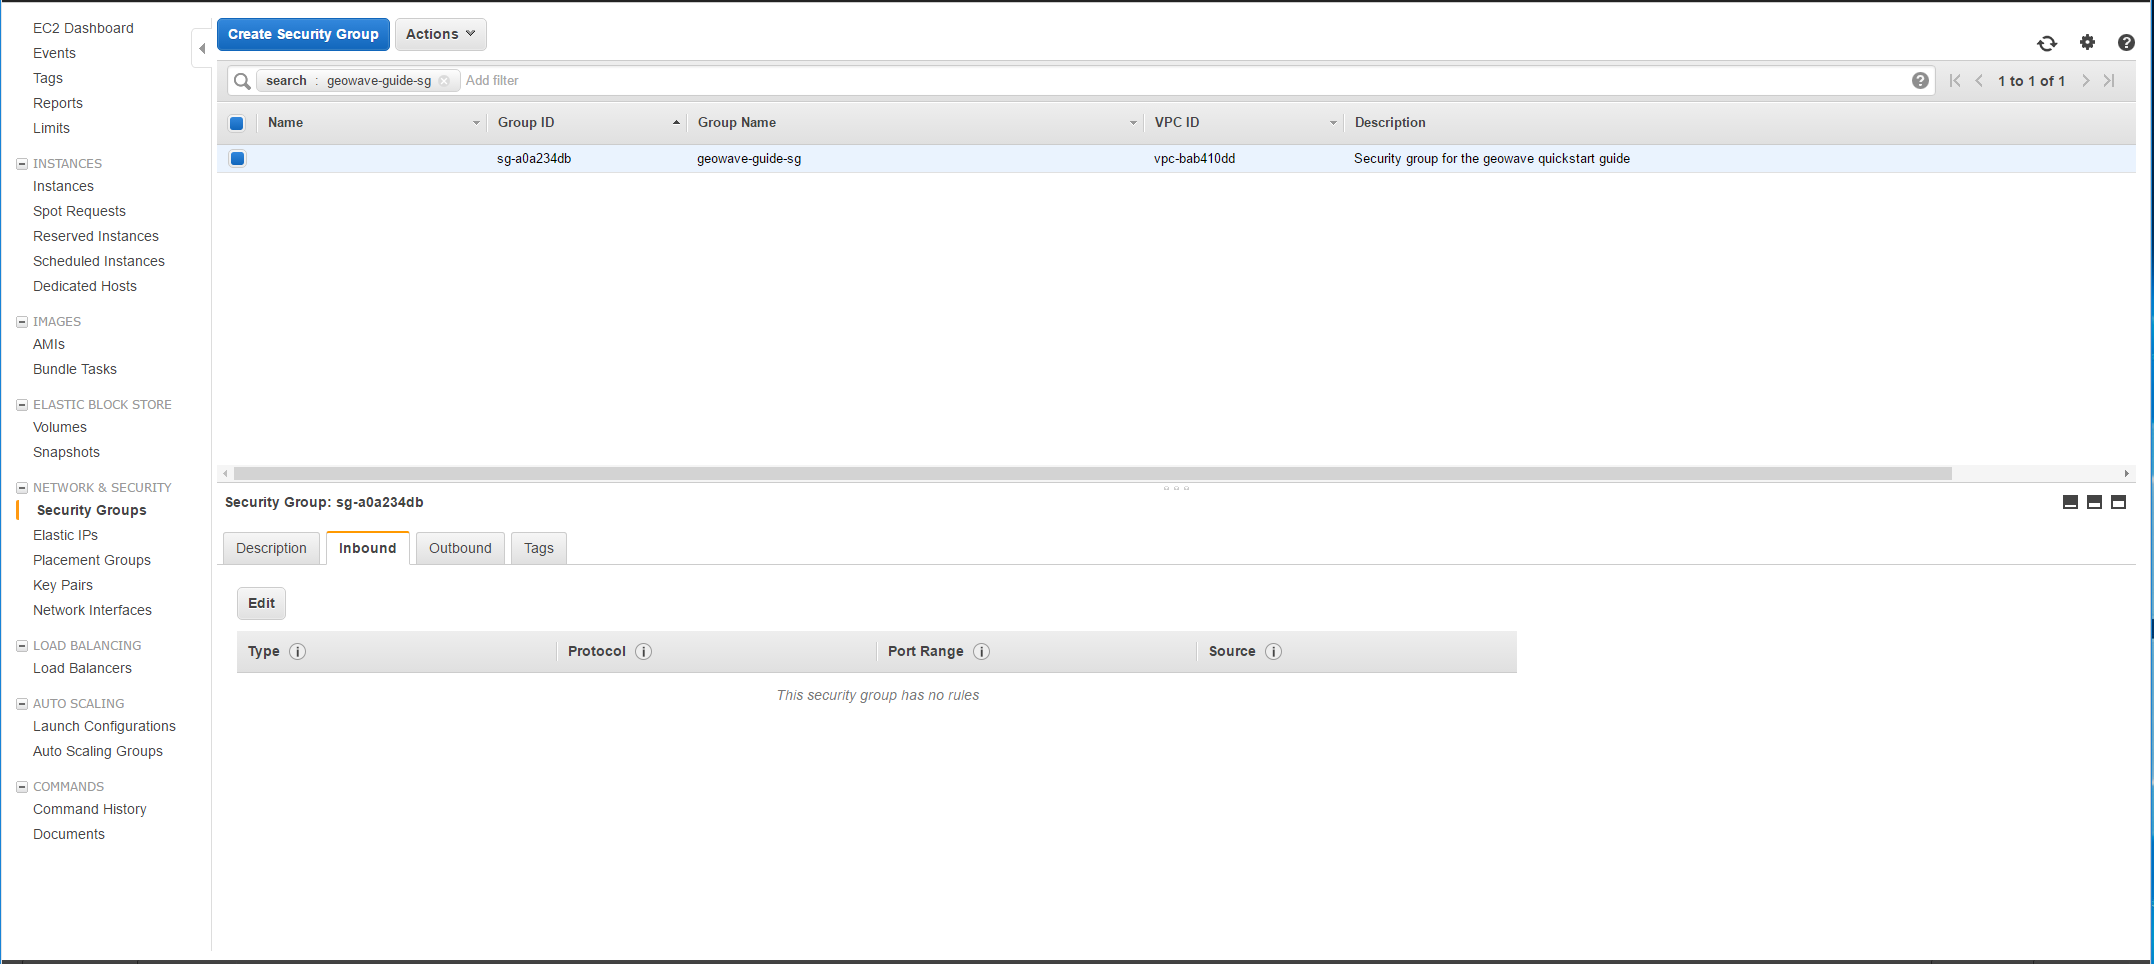 EC2 Dashboard
Events
Tags
Reports
Limits
INSTANCES
Instances
Spot Requests
Reserved Instances
Scheduled Instances
Dedicated Hosts
IMAGES
AMIs
Bundle Tasks
ELASTIC BLOCK STORE
Volumes
Snapshots
NETWORK & SECURITY
Security Groups
Elastic IPs
Placement Groups
Key Pairs
Network Interfaces
LOAD BALANCING
Load Balancers
AUTO SCALING
Launch Configurations
Auto Scaling Groups
COMMANDS
Command History
Documents
Create Security Group Actions
search : geowave-guide-sg Add filter 1 to 1 of 1
Name Group ID Group Name VPC ID Description
sg-a0a234db geowave-guide-sg vpc-bab410dd Security group for the geowave quickstart guide
Security Group: sg-a0a234db
Description Inbound Outbound Tags
Edit
Type Protocol Port Range Source
This security group has no rules